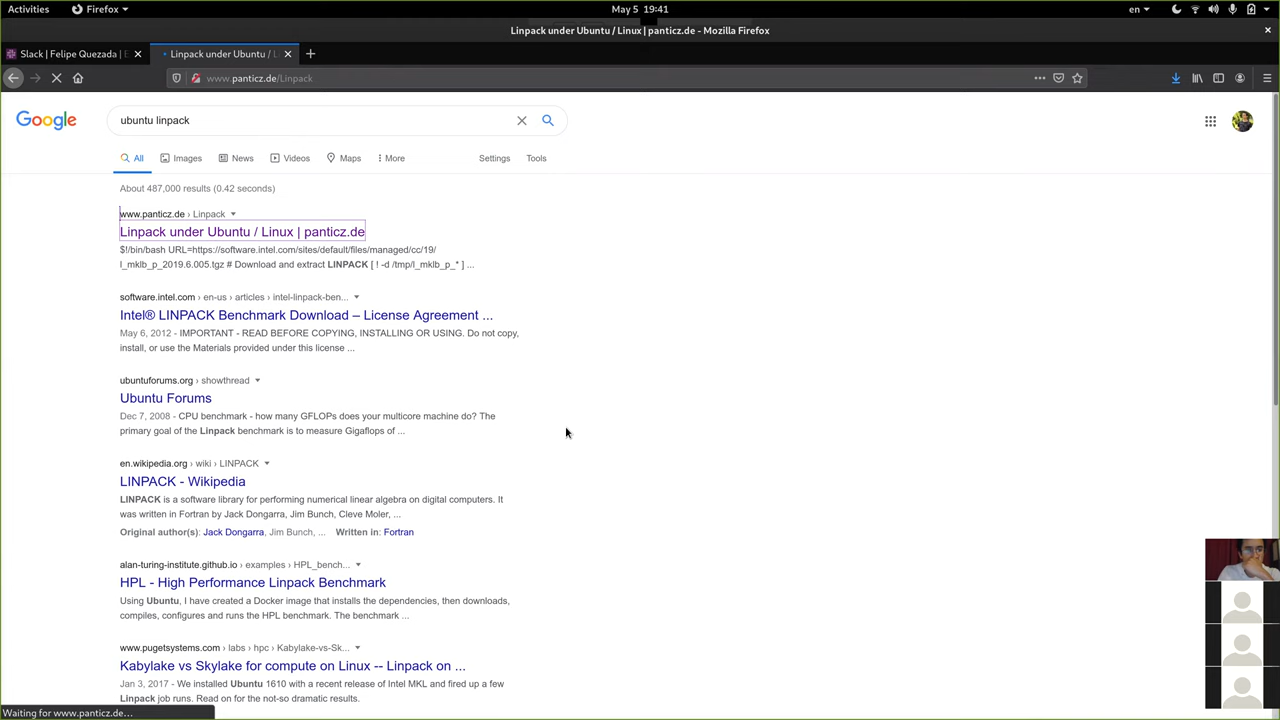 Activities
Firefox
May 5 19:41
en
Linpack under Ubuntu / Linux | panticz.de - Mozilla Firefox
Slack | Felipe Quezada |
Linpack under Ubuntu / L
www.panticz.de/Linpack
Google
ubuntu linpack
All
Images
News
Videos
Maps
More
Settings
Tools
About 487,000 results (0.42 seconds)
www.panticz.de › Linpack
Linpack under Ubuntu / Linux | panticz.de
$!/bin/bash URL=https://software.intel.com/sites/default/files/managed/cc/19/
l_mklb_p_2019.6.005.tgz # Download and extract LINPACK [ ! -d /tmp/l_mklb_p_* ] ...
software.intel.com › en-us › articles › intel-linpack-ben...
Intel® LINPACK Benchmark Download – License Agreement ...
May 6, 2012 - IMPORTANT - READ BEFORE COPYING, INSTALLING OR USING. Do not copy,
install, or use the Materials provided under this license ...
ubuntuforums.org › showthread
Ubuntu Forums
Dec 7, 2008 - CPU benchmark - how many GFLOPs does your multicore machine do? The
primary goal of the Linpack benchmark is to measure Gigaflops of ...
en.wikipedia.org › wiki › LINPACK
LINPACK - Wikipedia
LINPACK is a software library for performing numerical linear algebra on digital computers. It
was written in Fortran by Jack Dongarra, Jim Bunch, Cleve Moler, ...
Original author(s): Jack Dongarra, Jim Bunch, ... Written in: Fortran
alan-turing-institute.github.io › examples › HPL_bench...
HPL - High Performance Linpack Benchmark
Using Ubuntu, I have created a Docker image that installs the dependencies, then downloads,
compiles, configures and runs the HPL benchmark. The benchmark ...
www.pugetsystems.com › labs › hpc › Kabylake-vs-Sk...
Kabylake vs Skylake for compute on Linux -- Linpack on ...
Jan 3, 2017 - We installed Ubuntu 1610 with a recent release of Intel MKL and fired up a few
Linpack job runs. Read on for the not-so dramatic results.
Waiting for www.panticz.de...